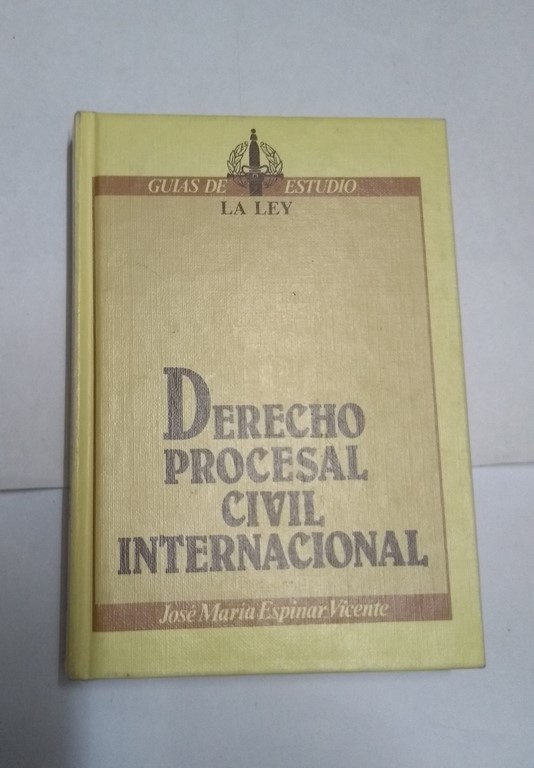 GUIAS DE ESTUDIO
LA LEY
DERECHO
PROCESAL
CIVIL
INTERNACIONAL
José María Espinar Vicente